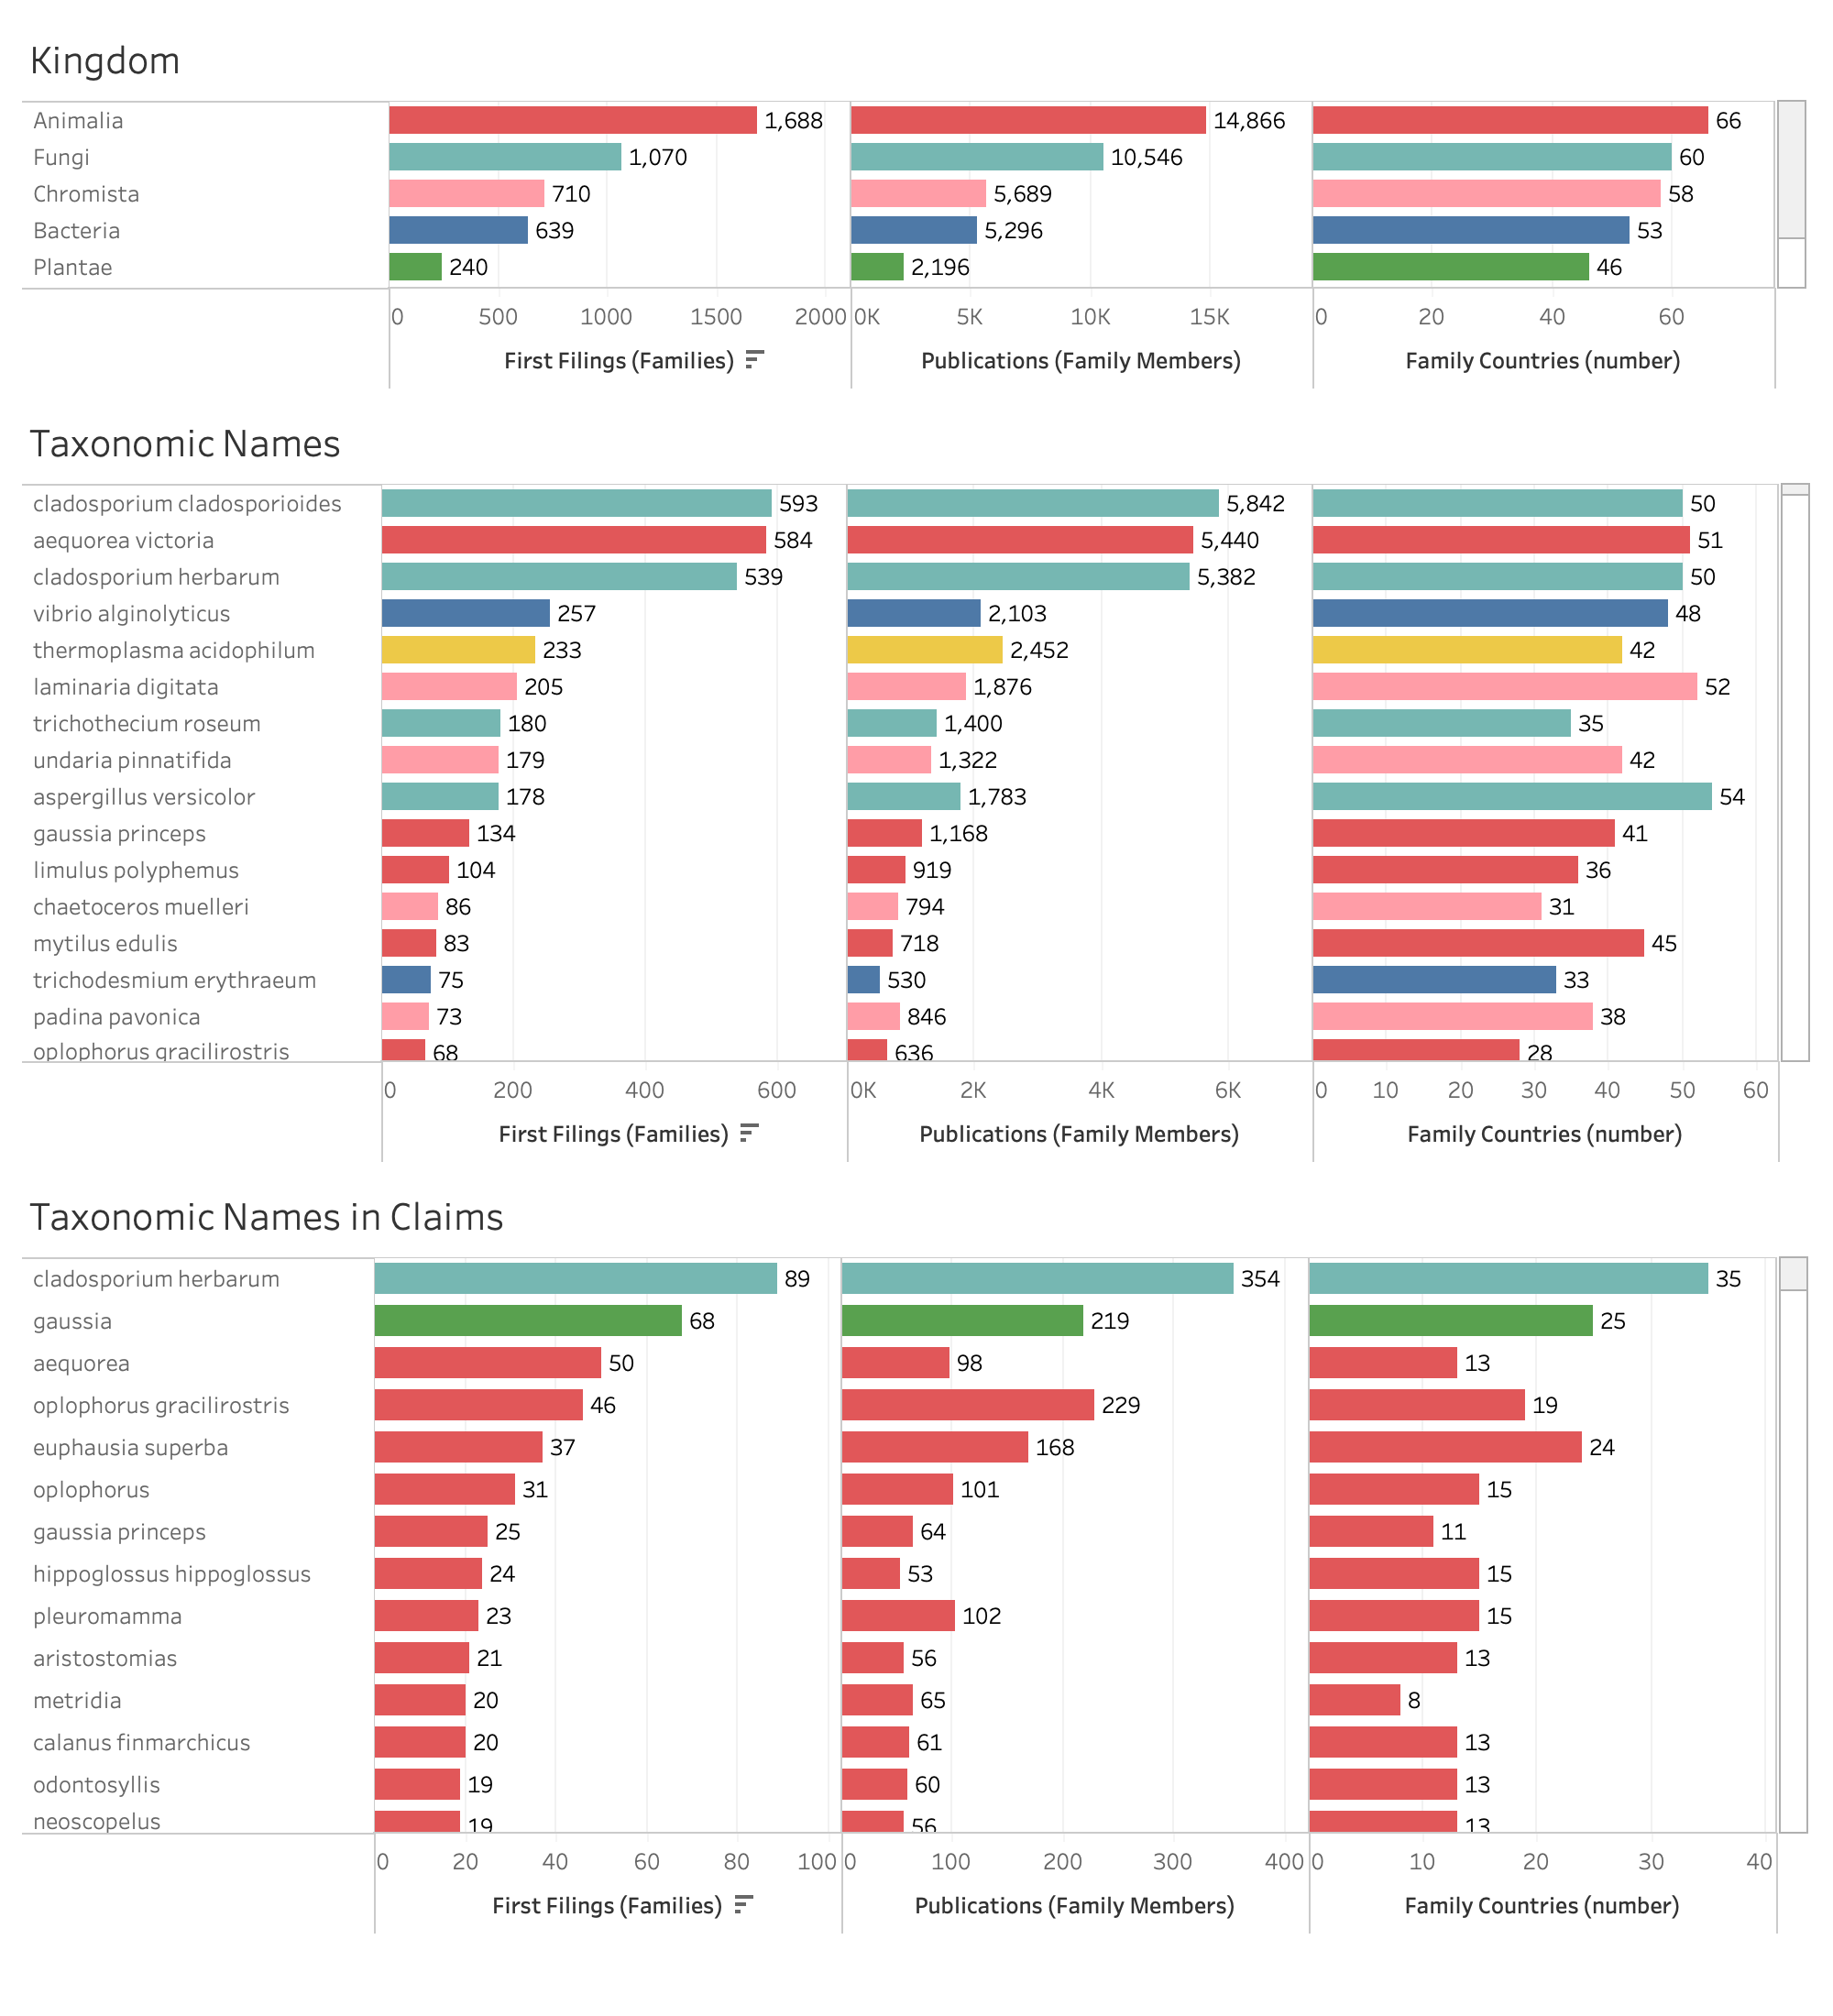 Kingdom
Animalia 1,688 14,866 66
Fungi 1,070 10,546 60
Chromista 710 5,689 58
Bacteria 639 5,296 53
Plantae 240 2,196 46
0 500 1000 1500 2000 0K 5K 10K 15K 0 20 40 60
First Filings (Families) Publications (Family Members) Family Countries (number)
Taxonomic Names
cladosporium cladosporioides 593 5,842 50
aequorea victoria 584 5,440 51
cladosporium herbarum 539 5,382 50
vibrio alginolyticus 257 2,103 48
thermoplasma acidophilum 233 2,452 42
laminaria digitata 205 1,876 52
trichothecium roseum 180 1,400 35
undaria pinnatifida 179 1,322 42
aspergillus versicolor 178 1,783 54
gaussia princeps 134 1,168 41
limulus polyphemus 104 919 36
chaetoceros muelleri 86 794 31
mytilus edulis 83 718 45
trichodesmium erythraeum 75 530 33
padina pavonica 73 846 38
oplophorus gracilirostris 68 636 28
0 200 400 600 0K 2K 4K 6K 0 10 20 30 40 50 60
First Filings (Families) Publications (Family Members) Family Countries (number)
Taxonomic Names in Claims
cladosporium herbarum 89 354 35
gaussia 68 219 25
aequorea 50 98 13
oplophorus gracilirostris 46 229 19
euphausia superba 37 168 24
oplophorus 31 101 15
gaussia princeps 25 64 11
hippoglossus hippoglossus 24 53 15
pleuromamma 23 102 15
aristostomias 21 56 13
metridia 20 65 8
calanus finmarchicus 20 61 13
odontosyllis 19 60 13
neoscopelus 19 56 13
0 20 40 60 80 100 0 100 200 300 400 0 10 20 30 40
First Filings (Families) Publications (Family Members) Family Countries (number)